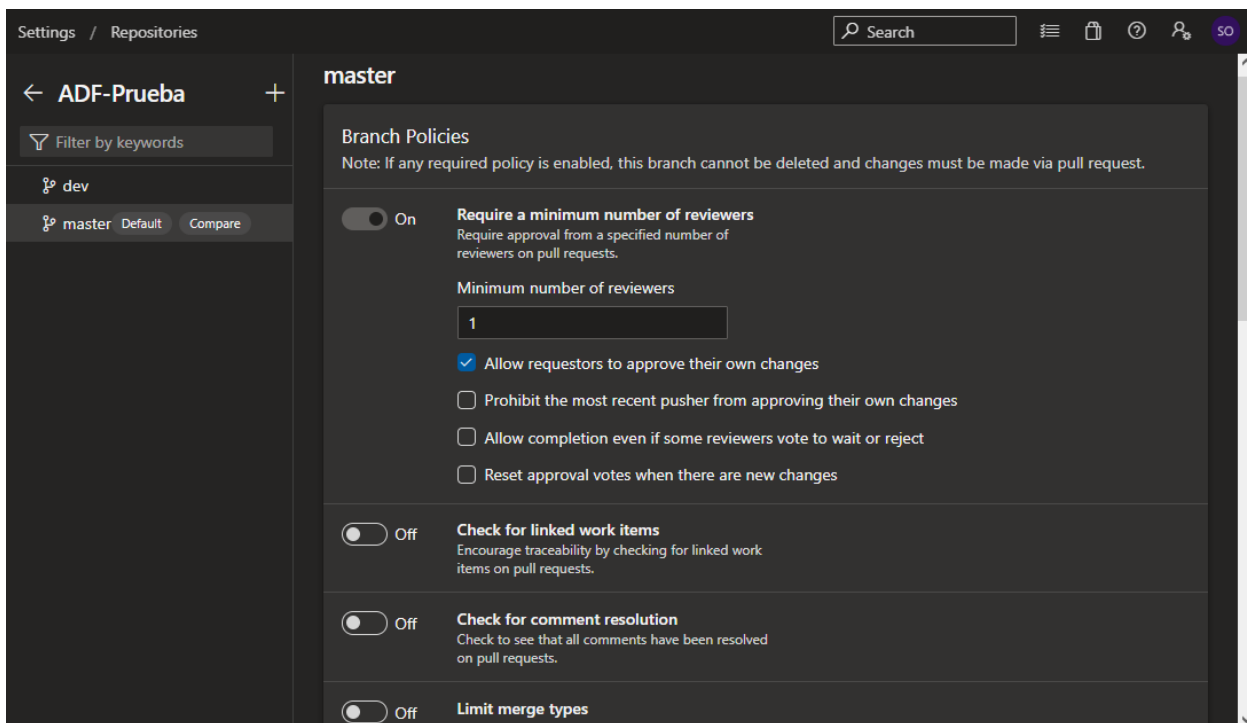 Settings / Repositories
Search
SO
ADF-Prueba
Filter by keywords
dev
master Default Compare
master
Branch Policies
Note: If any required policy is enabled, this branch cannot be deleted and changes must be made via pull request.
On
Require a minimum number of reviewers
Require approval from a specified number of
reviewers on pull requests.
Minimum number of reviewers
1
Allow requestors to approve their own changes
Prohibit the most recent pusher from approving their own changes
Allow completion even if some reviewers vote to wait or reject
Reset approval votes when there are new changes
Off
Check for linked work items
Encourage traceability by checking for linked work
items on pull requests.
Off
Check for comment resolution
Check to see that all comments have been resolved
on pull requests.
Off
Limit merge types